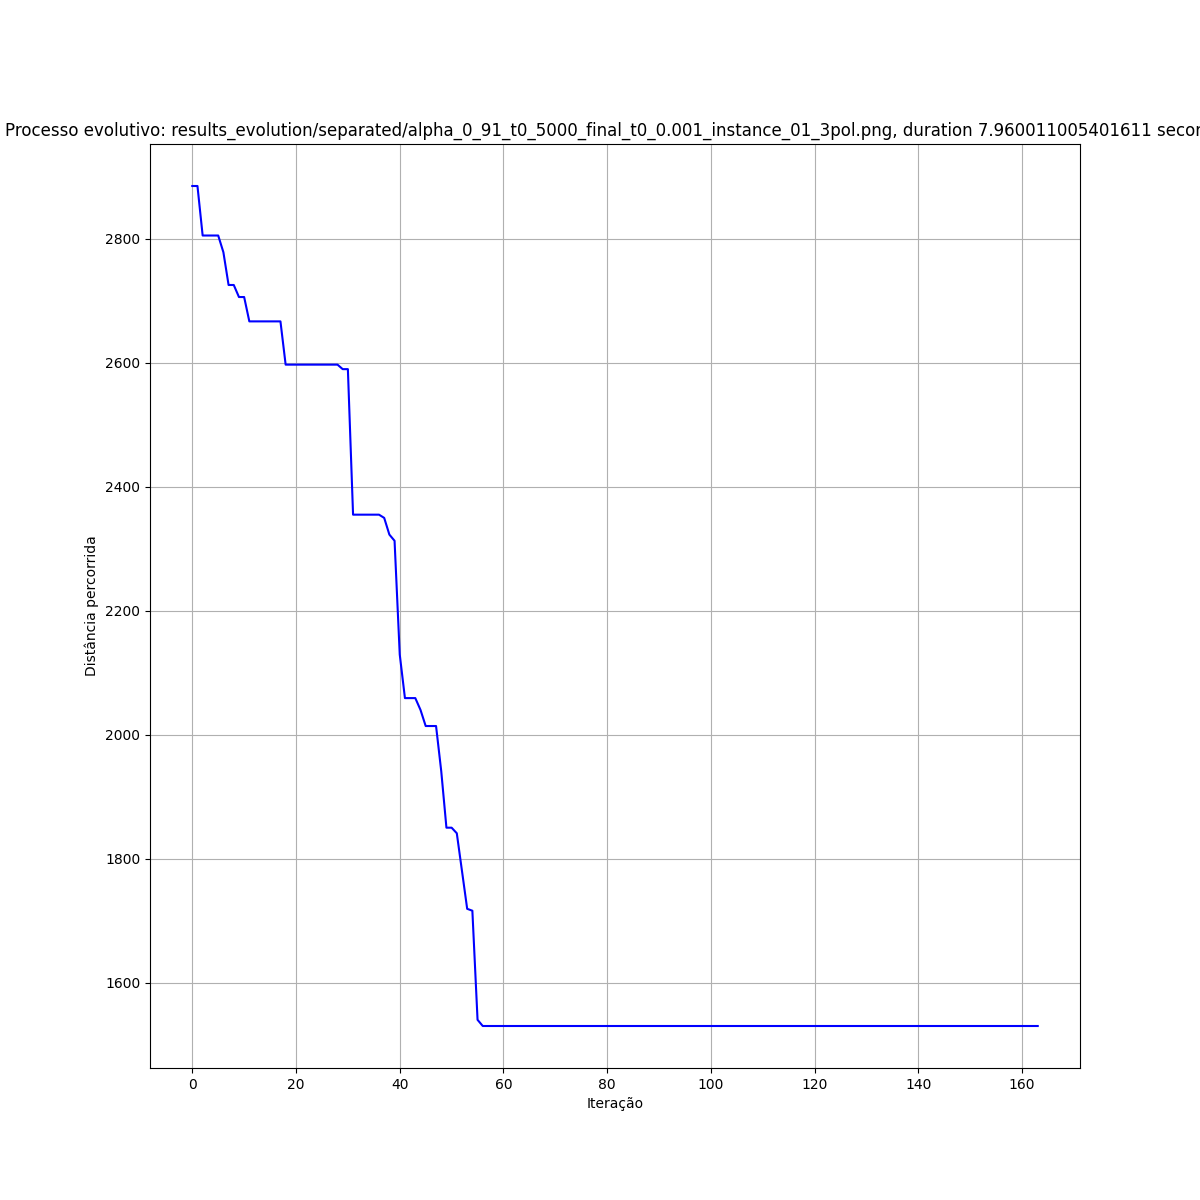 Processo evolutivo: results_evolution/separated/alpha_0_91_t0_5000_final_t0_0.001_instance_01_3pol.png, duration 7.960011005401611 secon
2800
2600
2400
2200
2000
1800
1600
Distância percorrida
0 20 40 60 80 100 120 140 160
Iteração